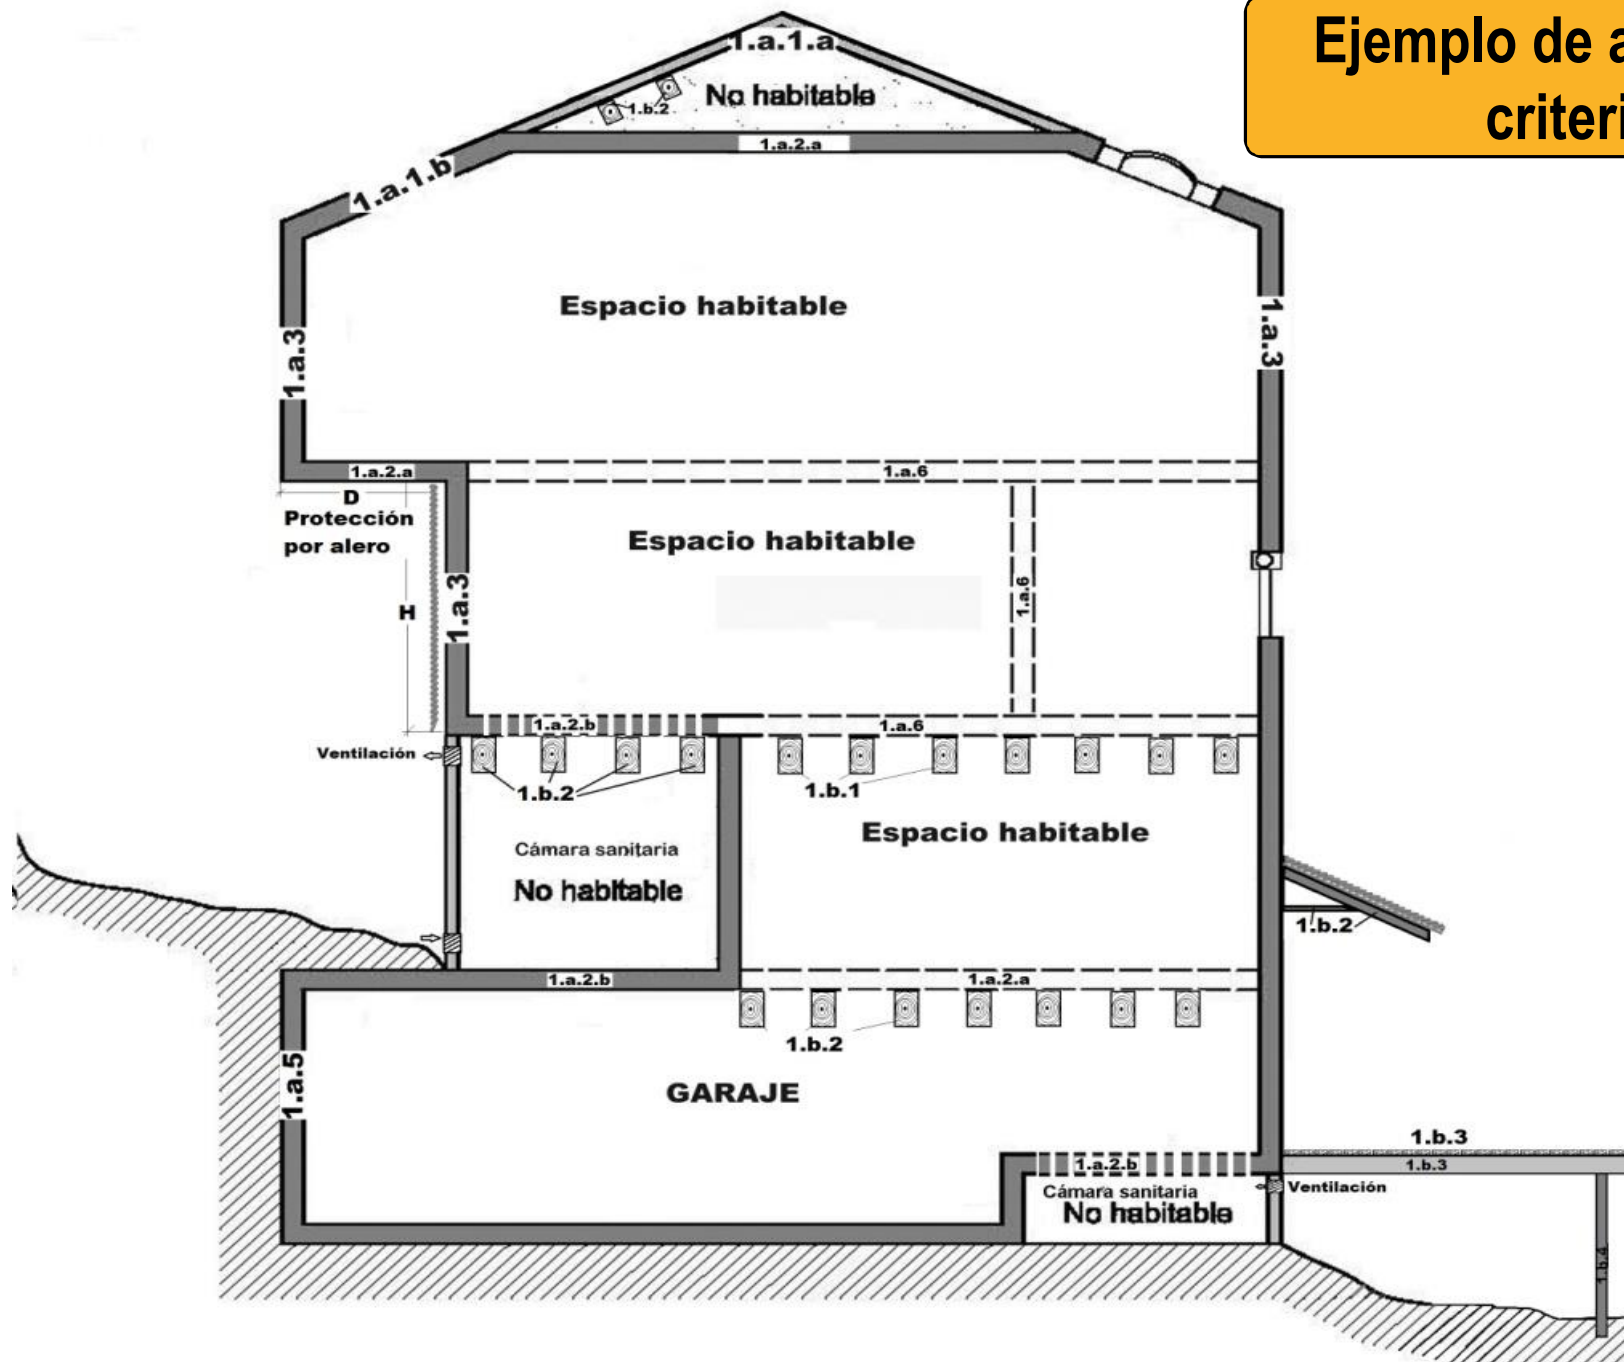 Ejemplo de a
criteri
1.a.1.a
No habitable
1.b.2
1.a.2.a
1.a.1.b
Espacio habitable
1.a.3
1.a.3
1.a.2.a
1.a.6
D
Protección
por alero
Espacio habitable
H
1.a.3
1.a.6
1.a.2.b
1.a.6
Ventilación
1.b.2
1.b.1
Espacio habitable
Cámara sanitaria
No habitable
1.b.2
1.a.2.b
1.a.2.a
1.b.2
1.a.5
GARAJE
1.b.3
1.a.2.b
1.b.3
Cámara sanitaria
Ventilación
No habitable
1.b.4